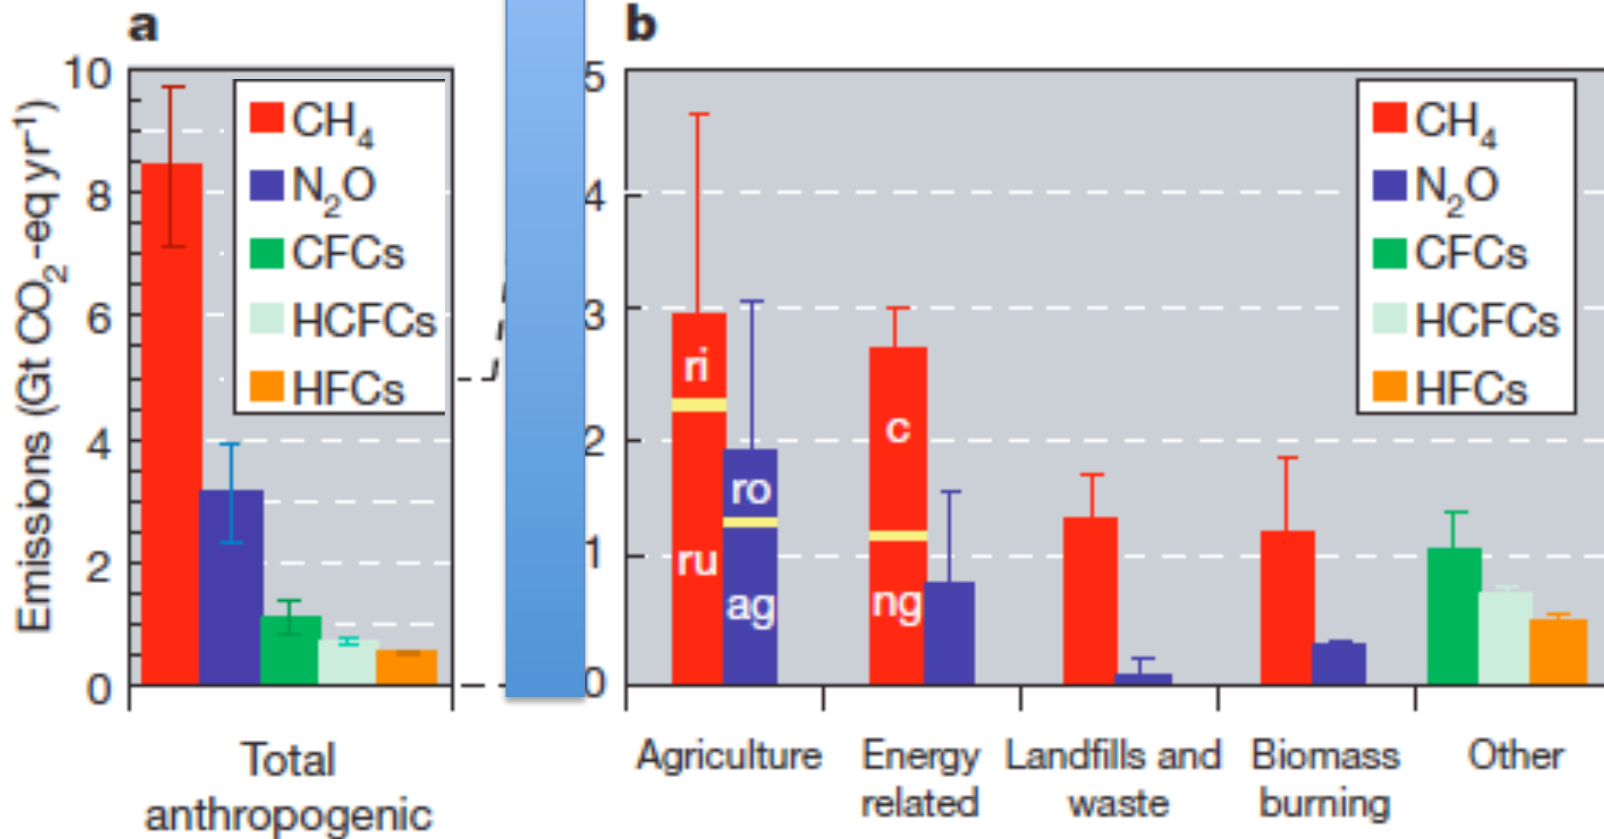 a
Emissions (Gt CO₂-eq yr⁻¹)
10
8
6
4
2
0
CH₄
N₂O
CFCs
HCFCs
HFCs
Total
anthropogenic
b
5
4
3
2
1
0
ri
ru
ro
ag
c
ng
CH₄
N₂O
CFCs
HCFCs
HFCs
Agriculture
Energy
related
Landfills and
waste
Biomass
burning
Other